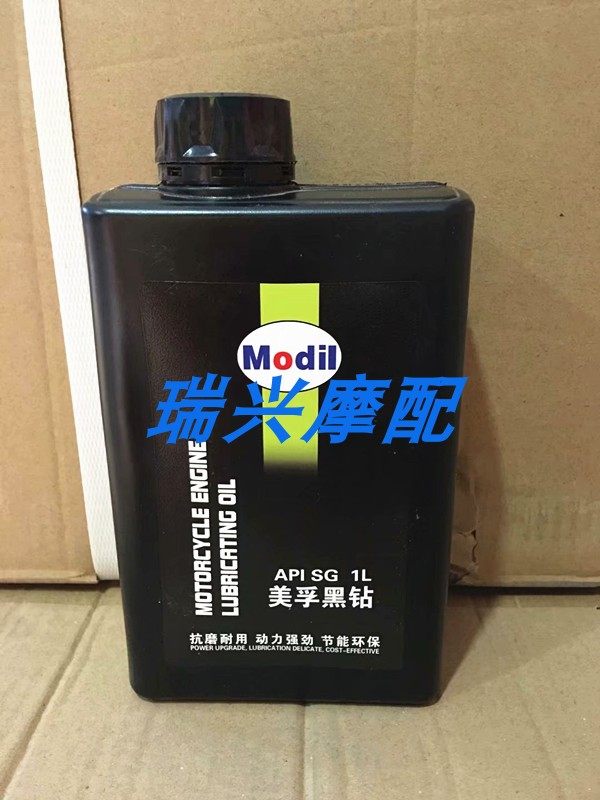 Modil
瑞兴摩配
MOTORCYCLE ENGINE
LUBRICATING OIL
API SG 1L
美孚黑钻
抗磨耐用 动力强劲 节能环保
POWER UPGRADE, LUBRICATION DELICATE, COST-EFFECTIVE